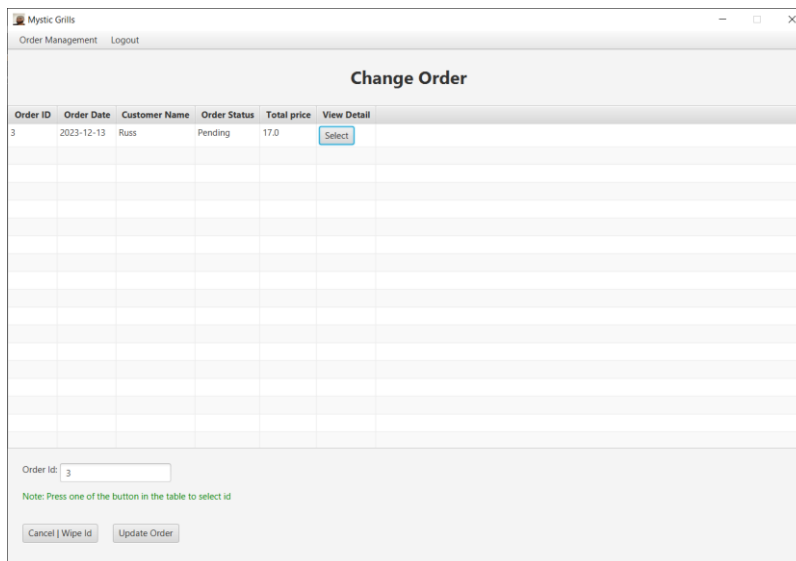 Mystic Grills
Order Management Logout
Change Order
Order ID Order Date Customer Name Order Status Total price View Detail
3 2023-12-13 Russ Pending 17.0 Select
Order Id: 3
Note: Press one of the button in the table to select id
Cancel | Wipe Id Update Order